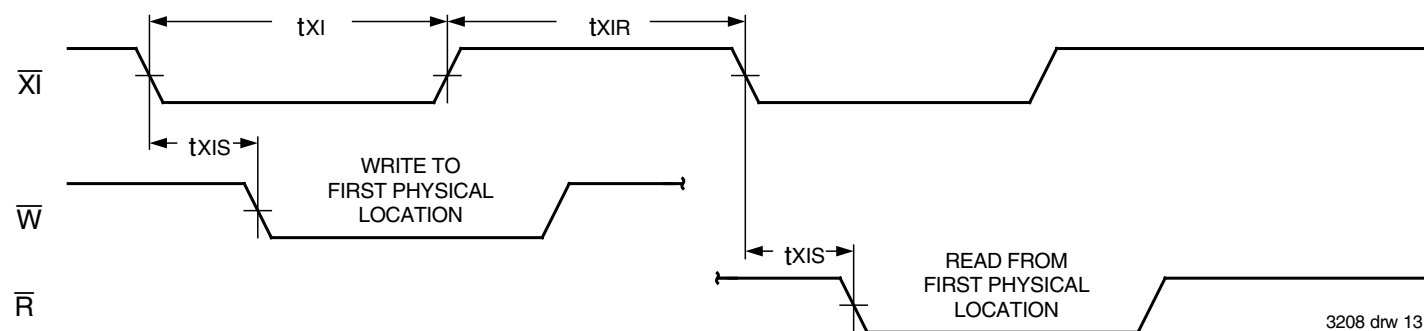 tXI tXIR
XI
tXIS
WRITE TO
FIRST PHYSICAL
LOCATION
W
tXIS
READ FROM
FIRST PHYSICAL
LOCATION
R
3208 drw 13